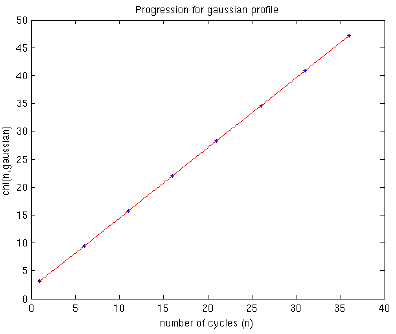 Progression for gaussian profile
50
45
40
35
30
25
20
15
10
5
0
chi(n,gaussian)
0 5 10 15 20 25 30 35 40
number of cycles (n)